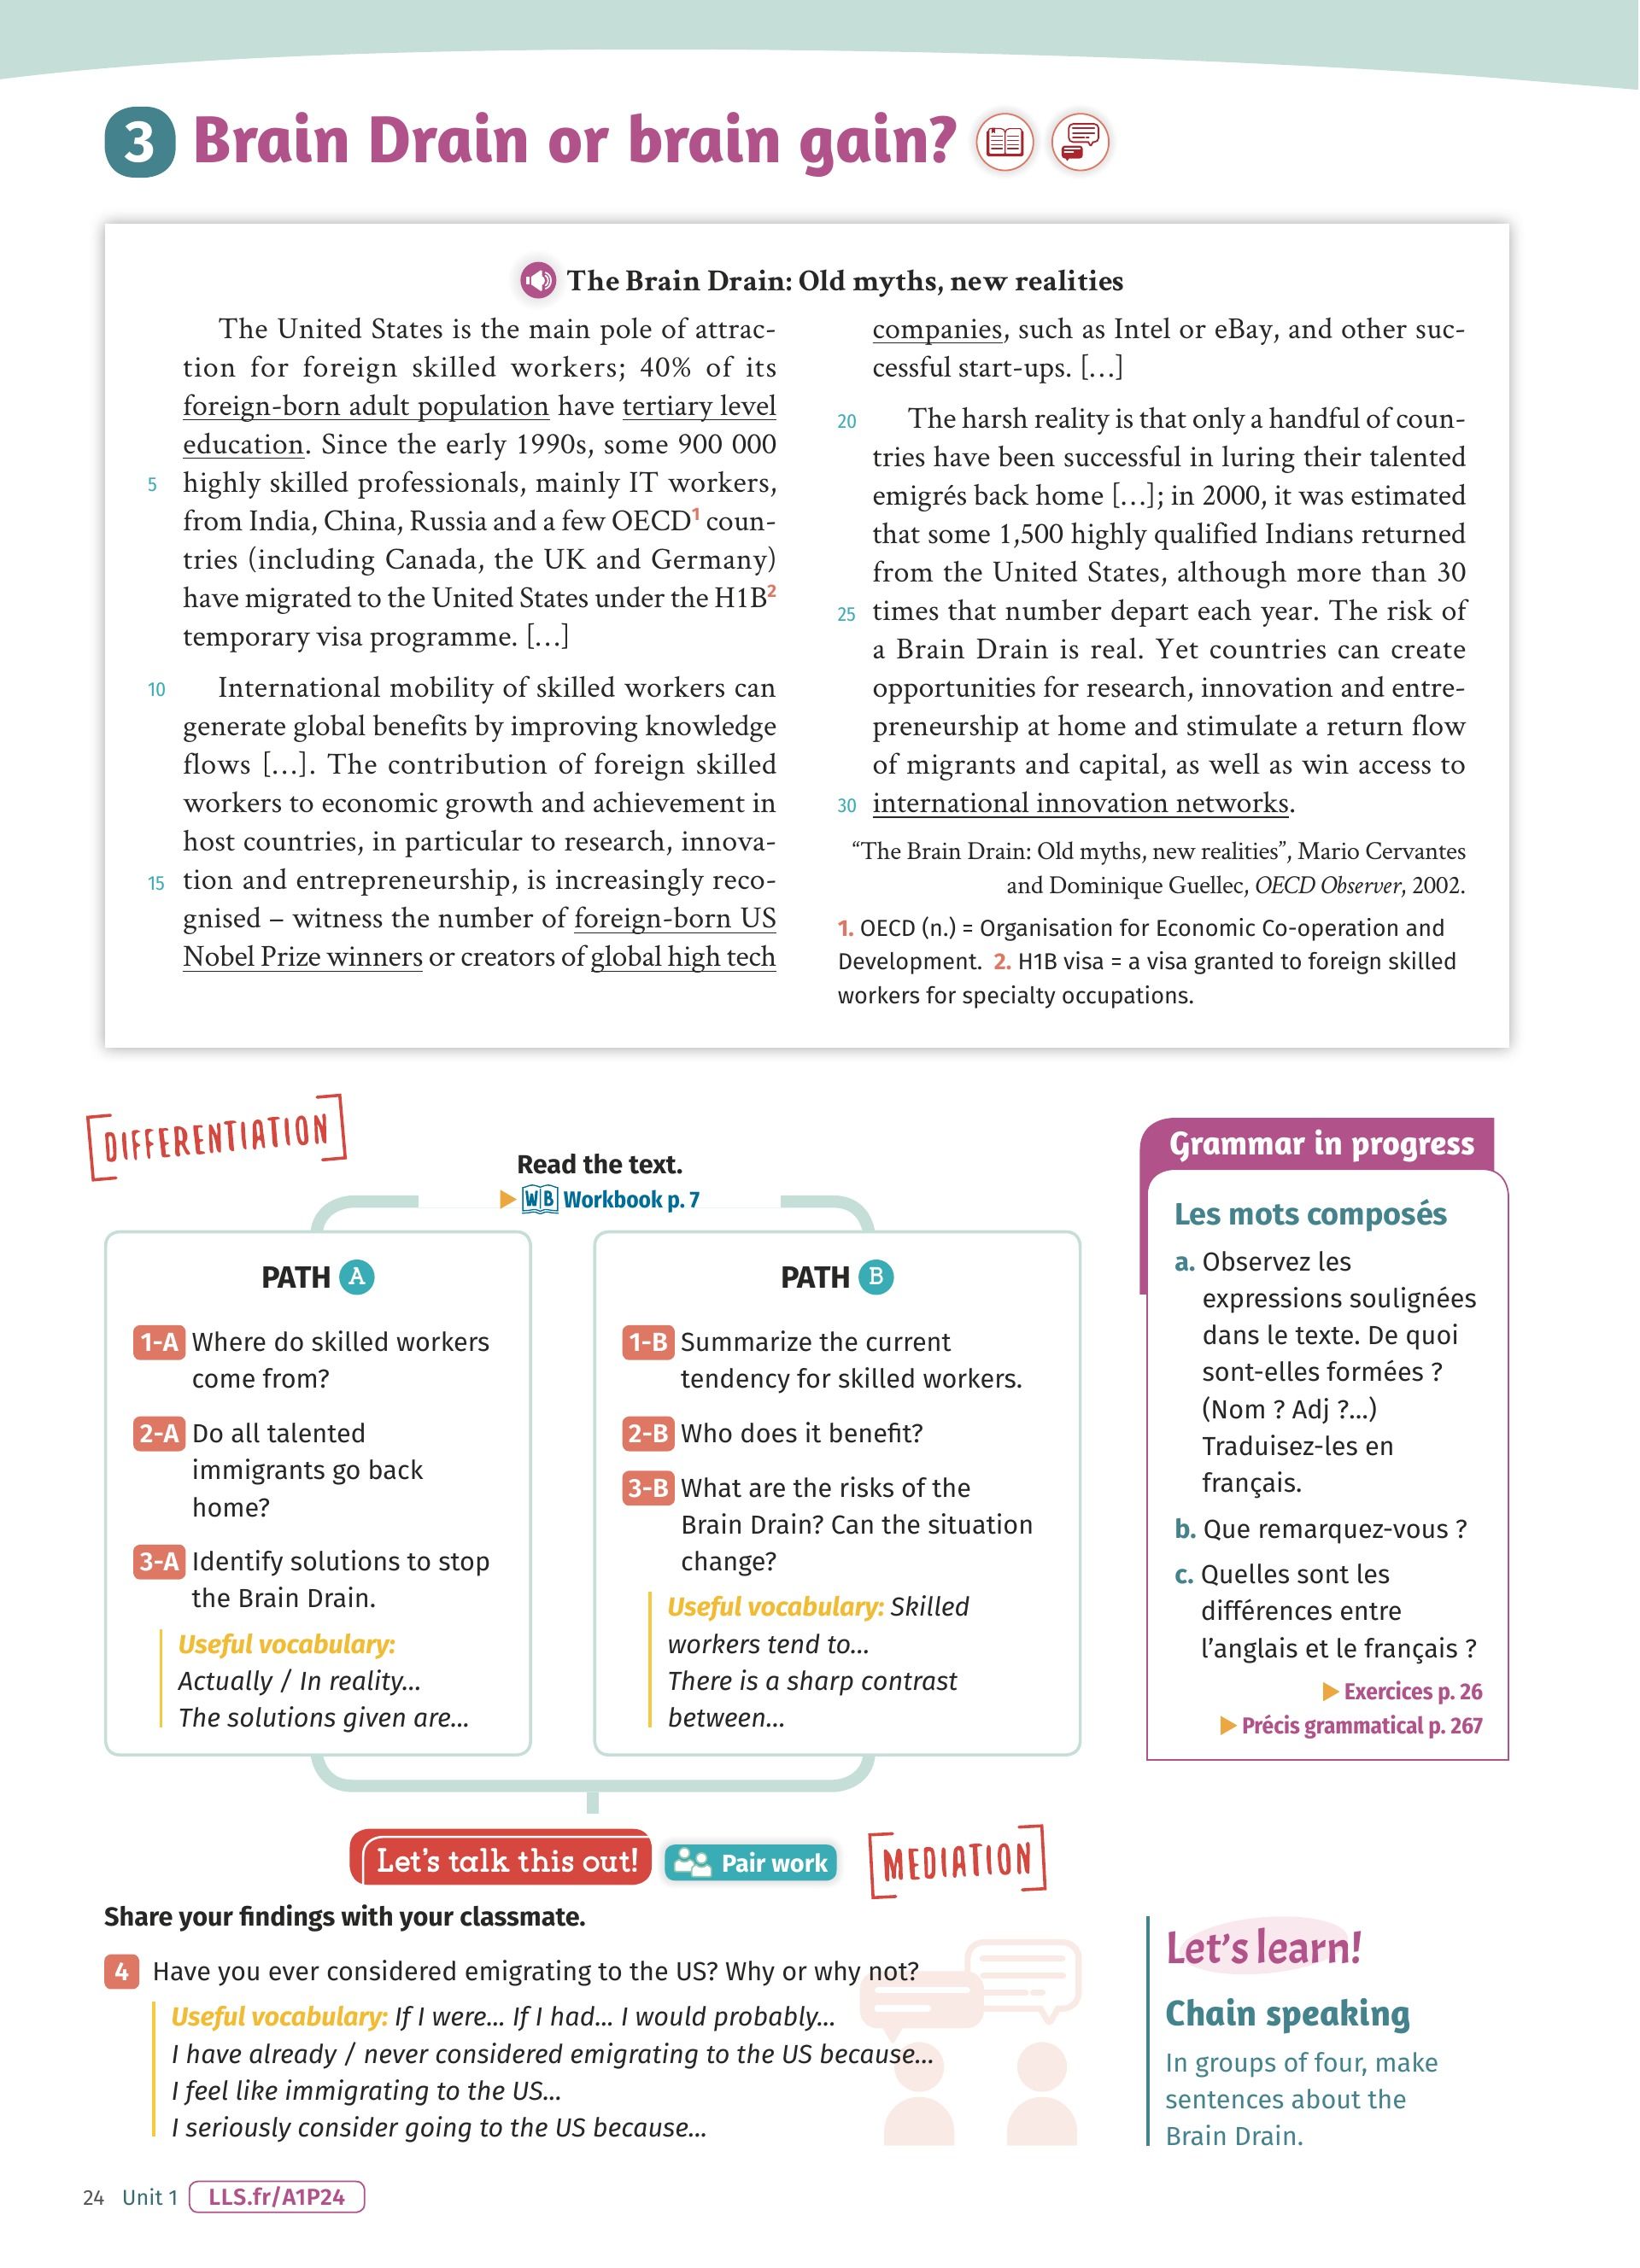 3 Brain Drain or brain gain?
The Brain Drain: Old myths, new realities
The United States is the main pole of attrac-
tion for foreign skilled workers; 40% of its
foreign-born adult population have tertiary level
education. Since the early 1990s, some 900 000
5 highly skilled professionals, mainly IT workers,
from India, China, Russia and a few OECD1 coun-
tries (including Canada, the UK and Germany)
have migrated to the United States under the H1B2
temporary visa programme. […]
10 International mobility of skilled workers can
generate global benefits by improving knowledge
flows […]. The contribution of foreign skilled
workers to economic growth and achievement in
host countries, in particular to research, innova-
15 tion and entrepreneurship, is increasingly reco-
gnised – witness the number of foreign-born US
Nobel Prize winners or creators of global high tech
companies, such as Intel or eBay, and other suc-
cessful start-ups. […]
20 The harsh reality is that only a handful of coun-
tries have been successful in luring their talented
emigrés back home […]; in 2000, it was estimated
that some 1,500 highly qualified Indians returned
from the United States, although more than 30
25 times that number depart each year. The risk of
a Brain Drain is real. Yet countries can create
opportunities for research, innovation and entre-
preneurship at home and stimulate a return flow
of migrants and capital, as well as win access to
30 international innovation networks.
“The Brain Drain: Old myths, new realities”, Mario Cervantes
and Dominique Guellec, OECD Observer, 2002.
1. OECD (n.) = Organisation for Economic Co-operation and
Development. 2. H1B visa = a visa granted to foreign skilled
workers for specialty occupations.
DIFFERENTIATION
Read the text.
WB Workbook p. 7
PATH A
1-A Where do skilled workers
come from?
2-A Do all talented
immigrants go back
home?
3-A Identify solutions to stop
the Brain Drain.
Useful vocabulary:
Actually / In reality…
The solutions given are…
PATH B
1-B Summarize the current
tendency for skilled workers.
2-B Who does it benefit?
3-B What are the risks of the
Brain Drain? Can the situation
change?
Useful vocabulary: Skilled
workers tend to…
There is a sharp contrast
between…
Grammar in progress
Les mots composés
a. Observez les
expressions soulignées
dans le texte. De quoi
sont-elles formées ?
(Nom ? Adj ?…)
Traduisez-les en
français.
b. Que remarquez-vous ?
c. Quelles sont les
différences entre
l’anglais et le français ?
Exercices p. 26
Précis grammatical p. 267
Let’s talk this out! Pair work MEDIATION
Share your findings with your classmate.
4 Have you ever considered emigrating to the US? Why or why not?
Useful vocabulary: If I were… If I had… I would probably…
I have already / never considered emigrating to the US because…
I feel like immigrating to the US…
I seriously consider going to the US because…
Let’s learn!
Chain speaking
In groups of four, make
sentences about the
Brain Drain.
24 Unit 1 LLS.fr/A1P24